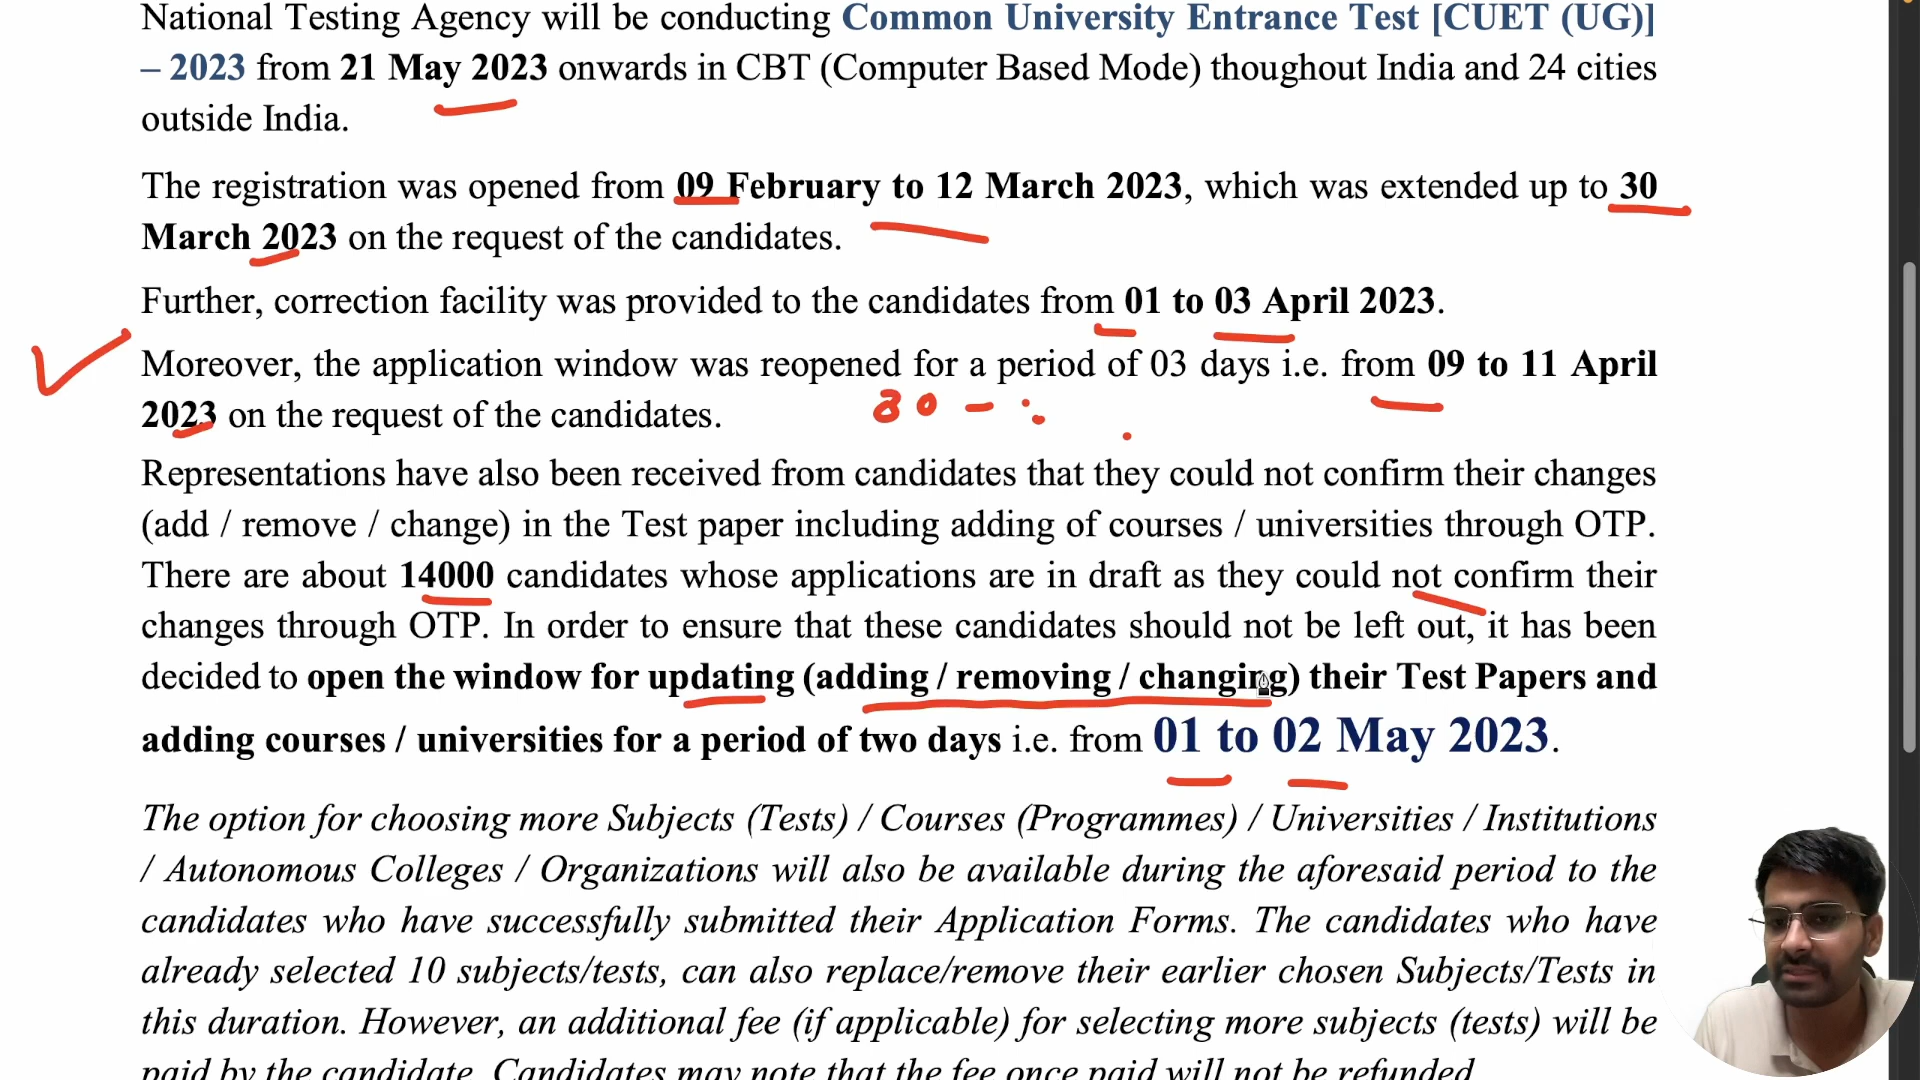 National Testing Agency will be conducting Common University Entrance Test [CUET (UG)]
– 2023 from 21 May 2023 onwards in CBT (Computer Based Mode) thoughout India and 24 cities
outside India.
The registration was opened from 09 February to 12 March 2023, which was extended up to 30
March 2023 on the request of the candidates.
Further, correction facility was provided to the candidates from 01 to 03 April 2023.
Moreover, the application window was reopened for a period of 03 days i.e. from 09 to 11 April
2023 on the request of the candidates.
Representations have also been received from candidates that they could not confirm their changes
(add / remove / change) in the Test paper including adding of courses / universities through OTP.
There are about 14000 candidates whose applications are in draft as they could not confirm their
changes through OTP. In order to ensure that these candidates should not be left out, it has been
decided to open the window for updating (adding / removing / changing) their Test Papers and
adding courses / universities for a period of two days i.e. from 01 to 02 May 2023.
The option for choosing more Subjects (Tests) / Courses (Programmes) / Universities / Institutions
/ Autonomous Colleges / Organizations will also be available during the aforesaid period to the
candidates who have successfully submitted their Application Forms. The candidates who have
already selected 10 subjects/tests, can also replace/remove their earlier chosen Subjects/Tests in
this duration. However, an additional fee (if applicable) for selecting more subjects (tests) will be
paid by the candidate. Candidates may note that the fee once paid will not be refunded